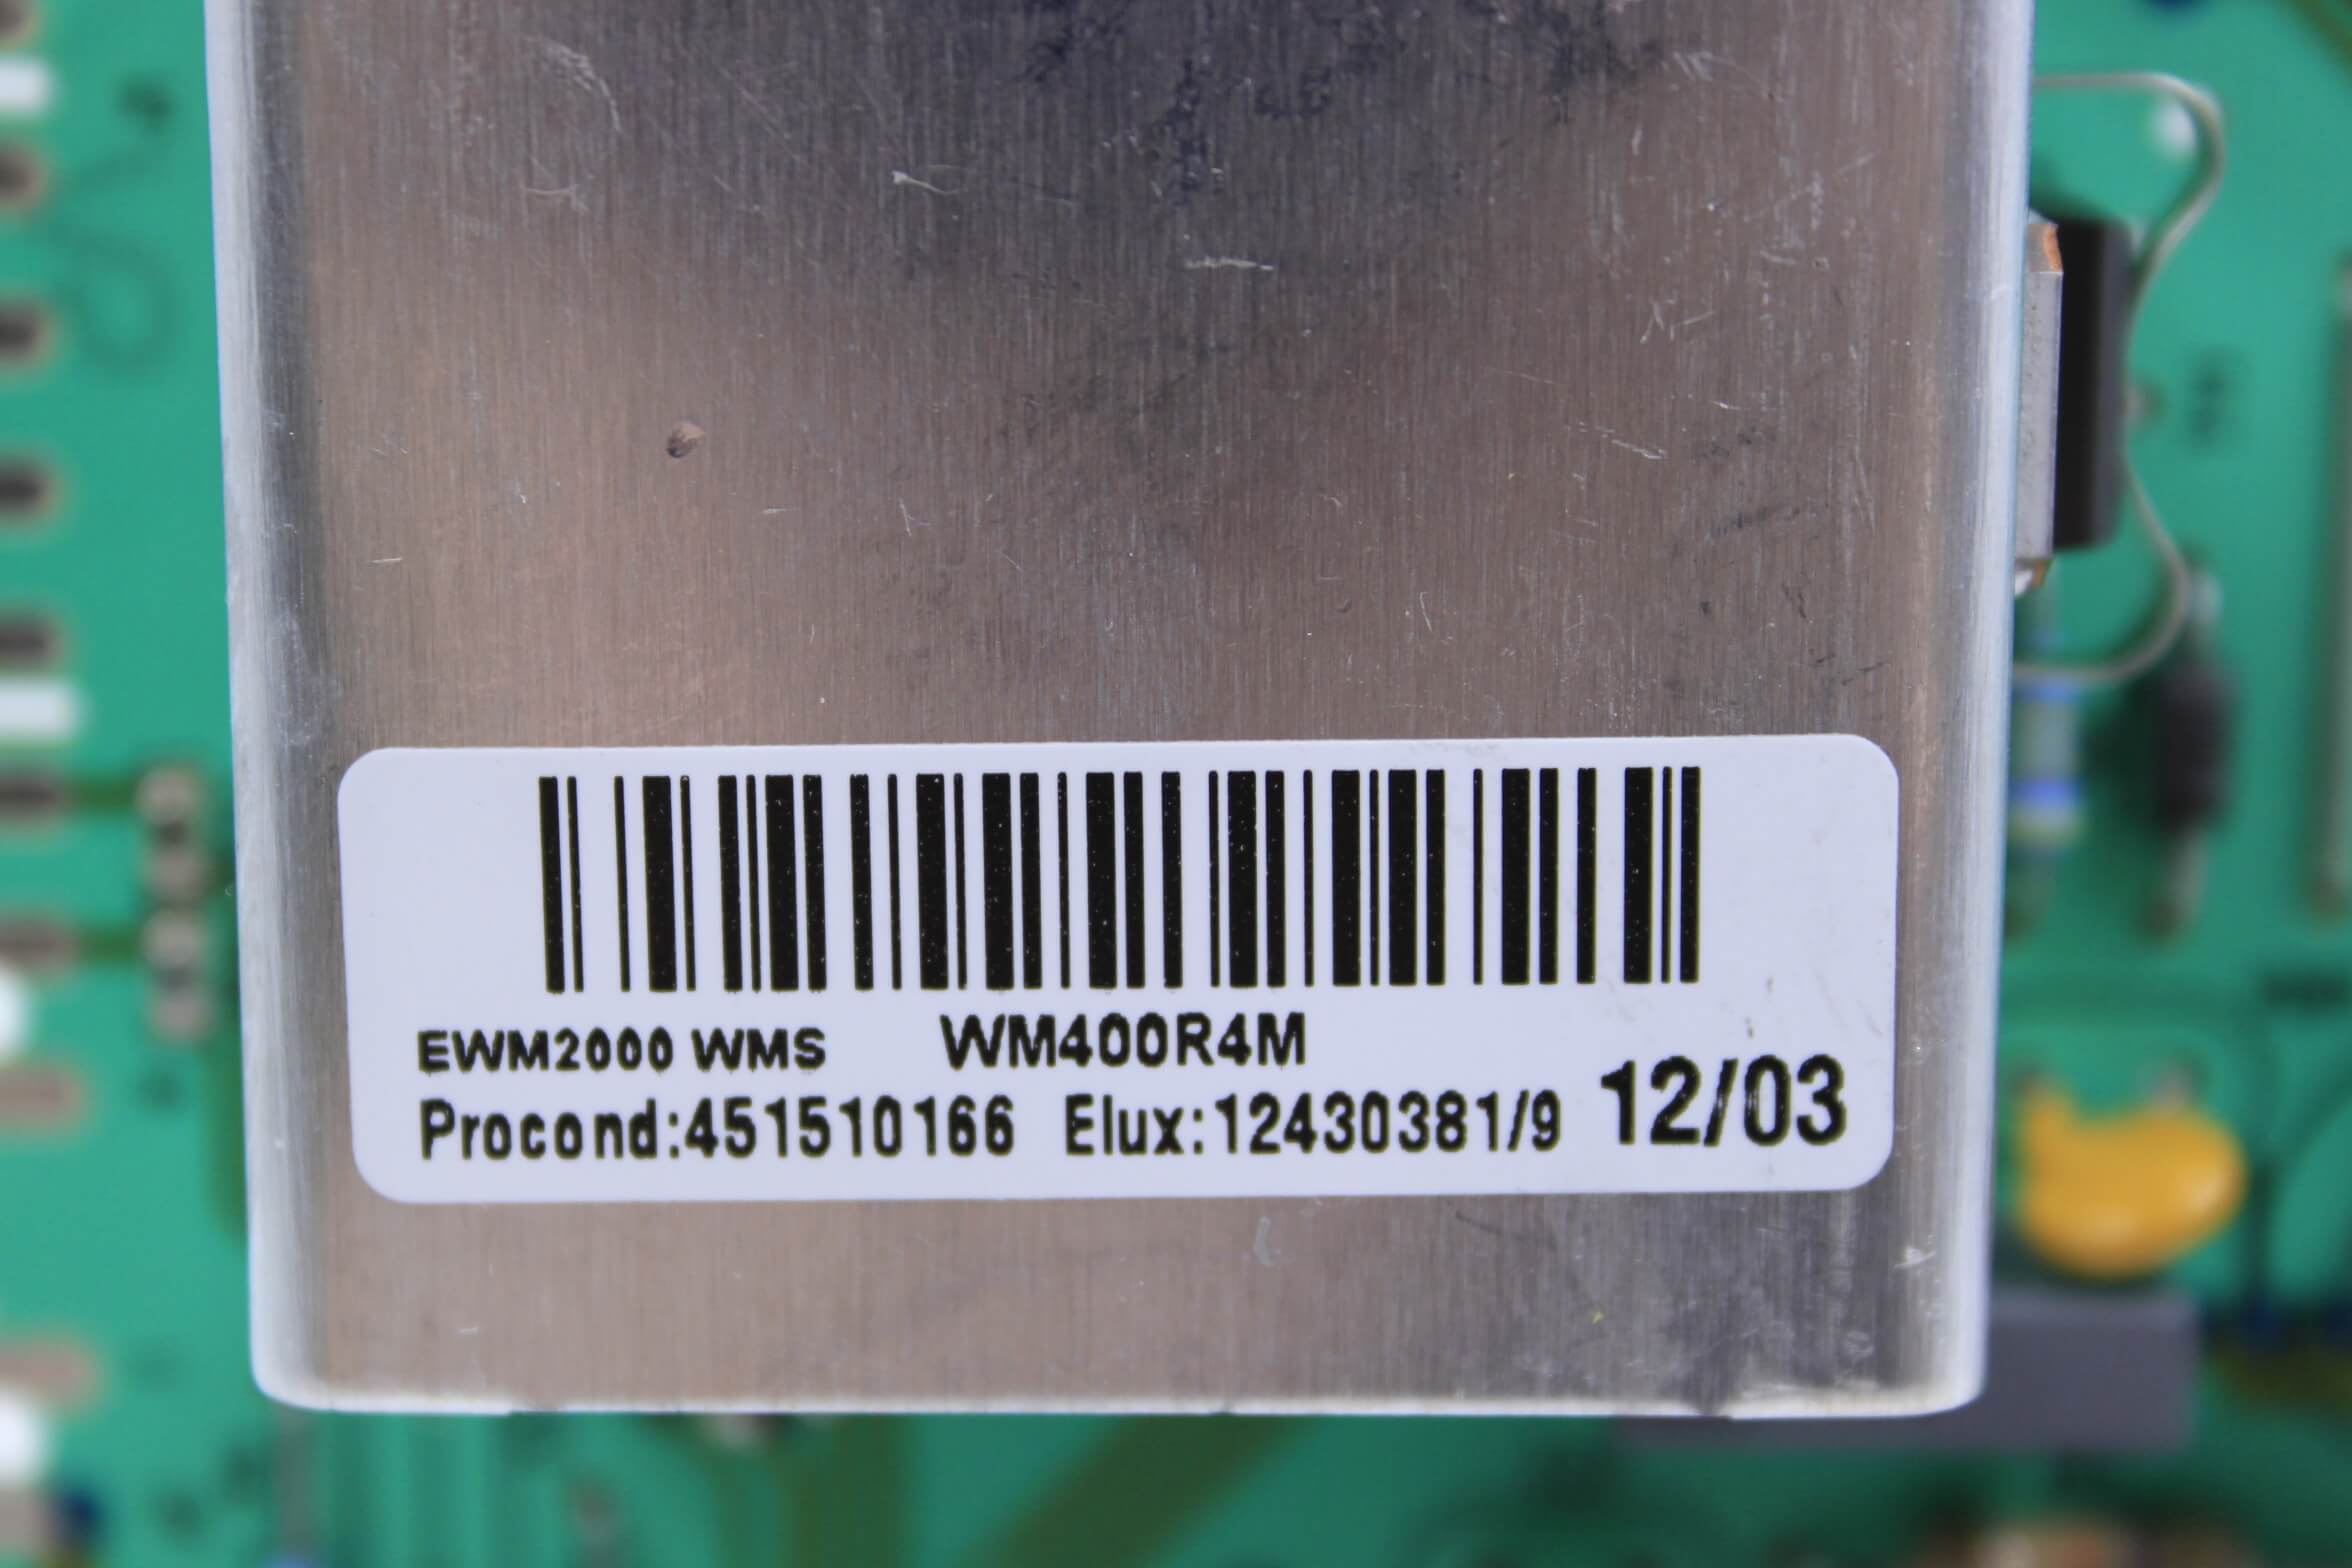 EWM2000 WMS WM400R4M
Procond:451510166 Elux:12430381/9 12/03